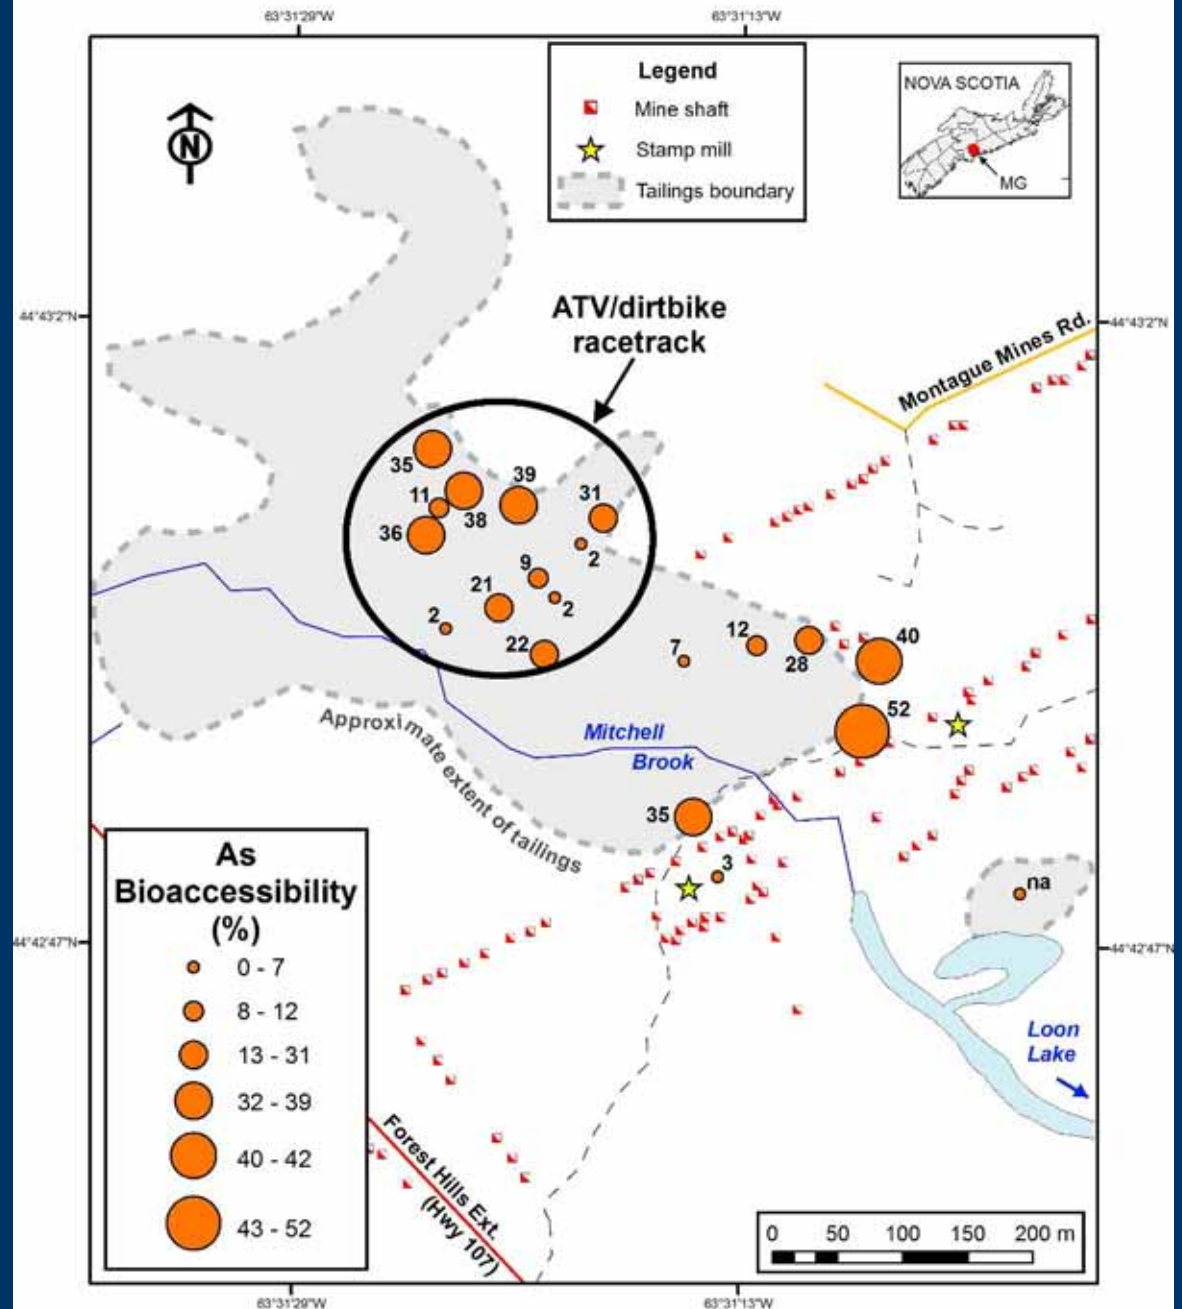 63°31'29"W
63°31'13"W
Legend
Mine shaft
Stamp mill
Tailings boundary
NOVA SCOTIA
MG
N
44°43'2"N
44°43'2"N
ATV/dirtbike
racetrack
Montague Mines Rd.
35
39
11
38
31
36
2
9
21
2
2
22
7
12
28
40
52
Mitchell
Brook
Approximate extent of tailings
35
3
na
As
Bioaccessibility
(%)
0 - 7
8 - 12
13 - 31
32 - 39
40 - 42
43 - 52
44°42'47"N
44°42'47"N
Loon
Lake
Forest Hills Ext.
(Hwy 107)
0 50 100 150 200 m
63°31'29"W
63°31'13"W